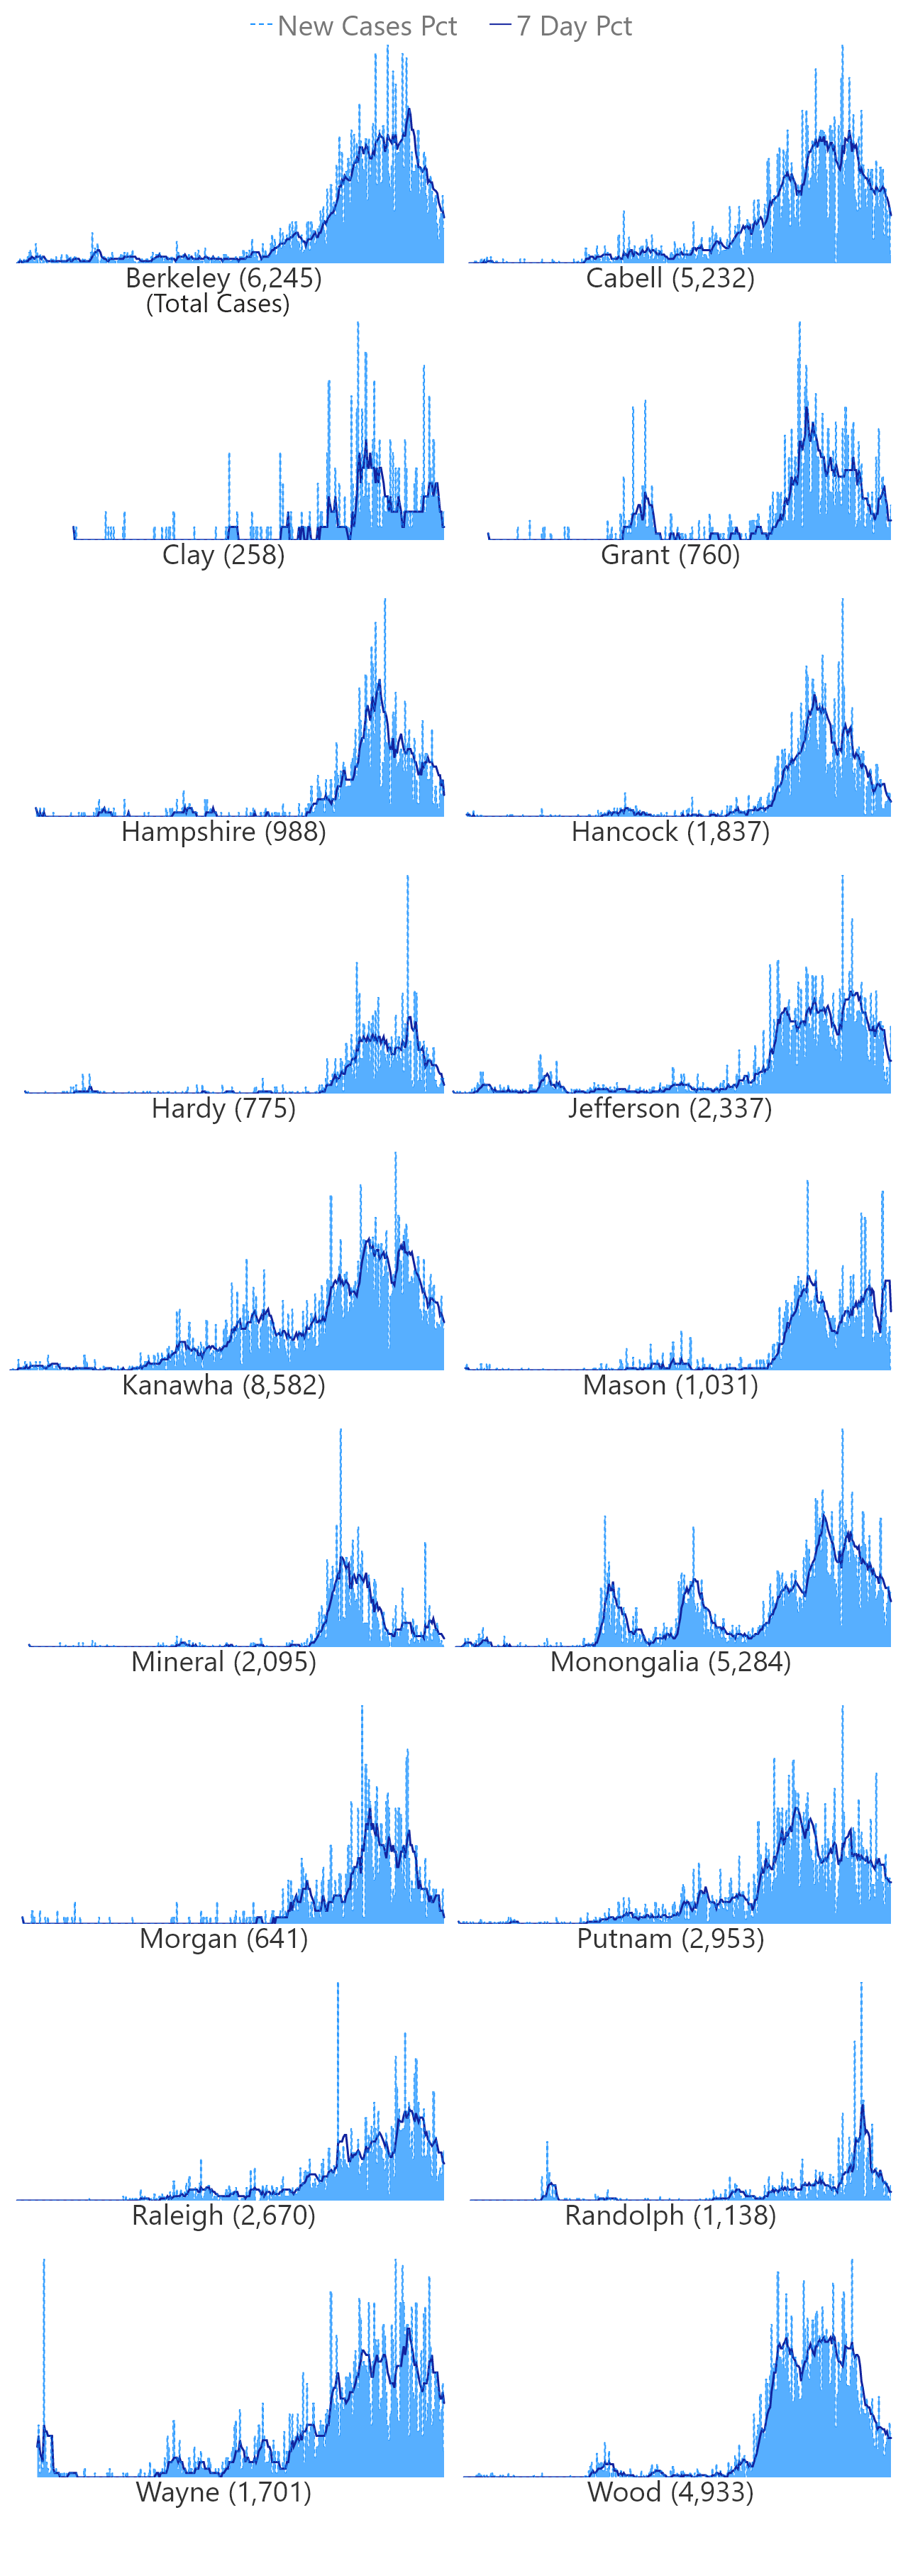 New Cases Pct 7 Day Pct
Berkeley (6,245) Cabell (5,232)
(Total Cases)
Clay (258) Grant (760)
Hampshire (988) Hancock (1,837)
Hardy (775) Jefferson (2,337)
Kanawha (8,582) Mason (1,031)
Mineral (2,095) Monongalia (5,284)
Morgan (641) Putnam (2,953)
Raleigh (2,670) Randolph (1,138)
Wayne (1,701) Wood (4,933)